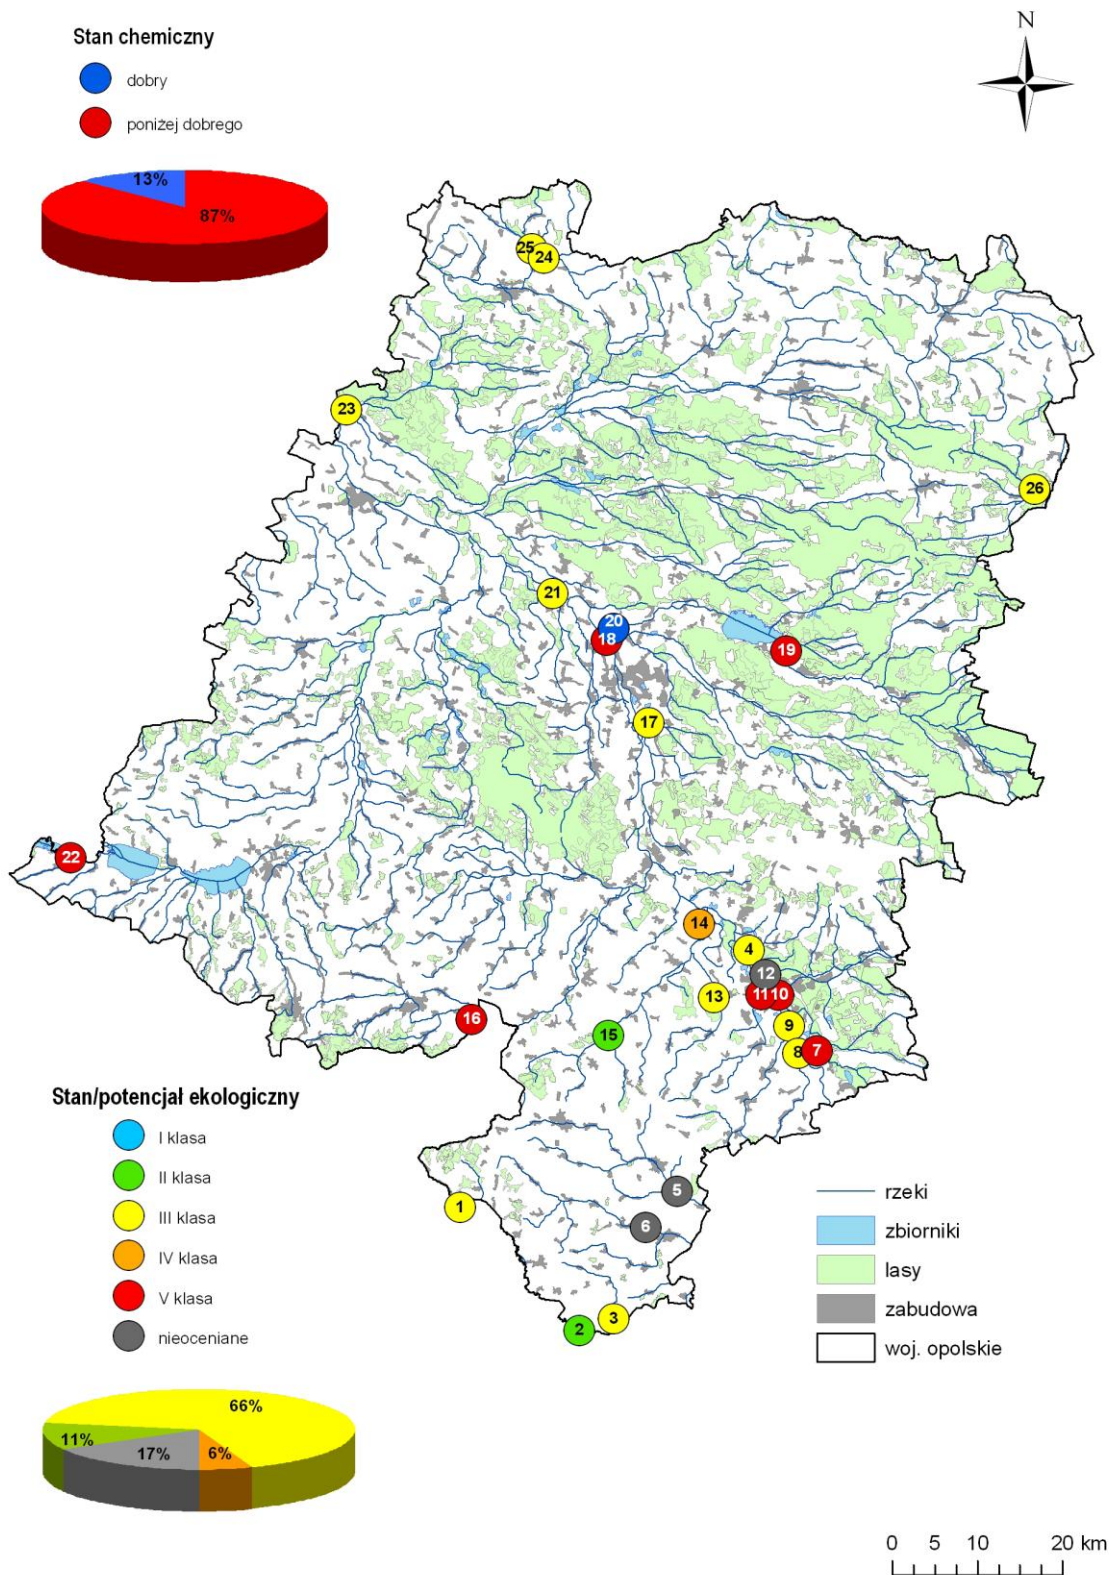 Stan chemiczny
dobry
poniżej dobrego
13%
87%
N
25
24
23
26
21
20
18
19
17
22
14
4
12
11
10
13
16
9
15
8
7
Stan/potencjał ekologiczny
I klasa
II klasa
III klasa
IV klasa
V klasa
nieoceniane
5
1
6
3
2
rzeki
zbiorniki
lasy
zabudowa
woj. opolskie
66%
11%
17%
6%
0 5 10 20 km